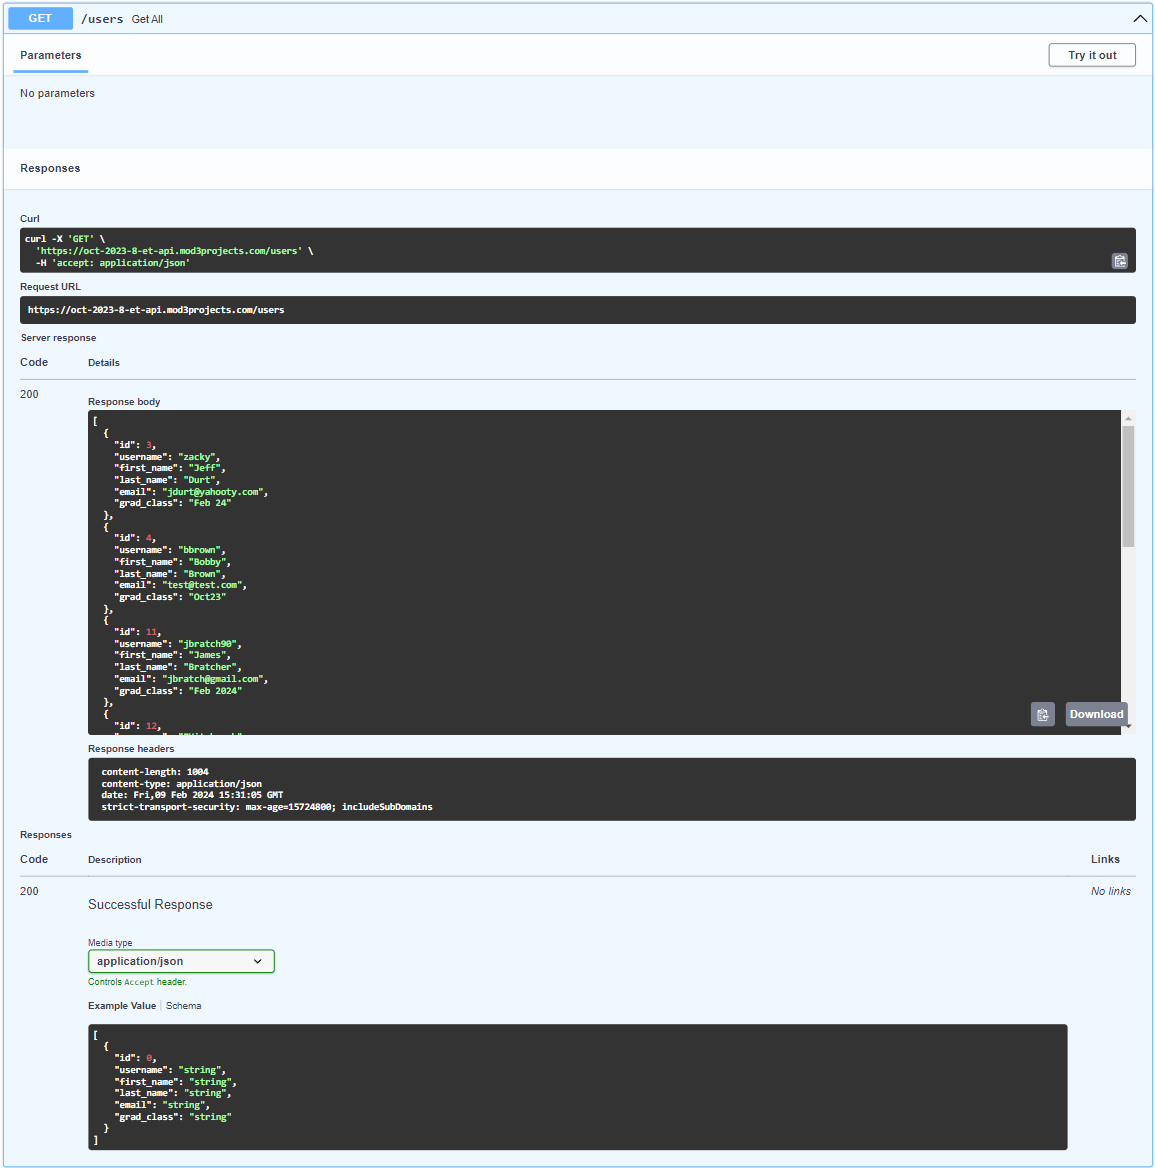 GET /users Get All
Parameters
Try it out
No parameters
Responses
Curl
curl -X 'GET' \
'https://oct-2023-8-et-api.mod3projects.com/users' \
-H 'accept: application/json'
Request URL
https://oct-2023-8-et-api.mod3projects.com/users
Server response
Code Details
200
Response body
[
{
"id": 3,
"username": "zacky",
"first_name": "Jeff",
"last_name": "Durt",
"email": "jdurt@yahooty.com",
"grad_class": "Feb 24"
},
{
"id": 4,
"username": "bbrown",
"first_name": "Bobby",
"last_name": "Brown",
"email": "test@test.com",
"grad_class": "Oct23"
},
{
"id": 11,
"username": "jbratch90",
"first_name": "James",
"last_name": "Bratcher",
"email": "jbratch@gmail.com",
"grad_class": "Feb 2024"
},
{
"id": 12,
Download
Response headers
content-length: 1004
content-type: application/json
date: Fri,09 Feb 2024 15:31:05 GMT
strict-transport-security: max-age=15724800; includeSubDomains
Responses
Code Description Links
200
Successful Response
No links
Media type
application/json
Controls Accept header.
Example Value Schema
[
{
"id": 0,
"username": "string",
"first_name": "string",
"last_name": "string",
"email": "string",
"grad_class": "string"
}
]